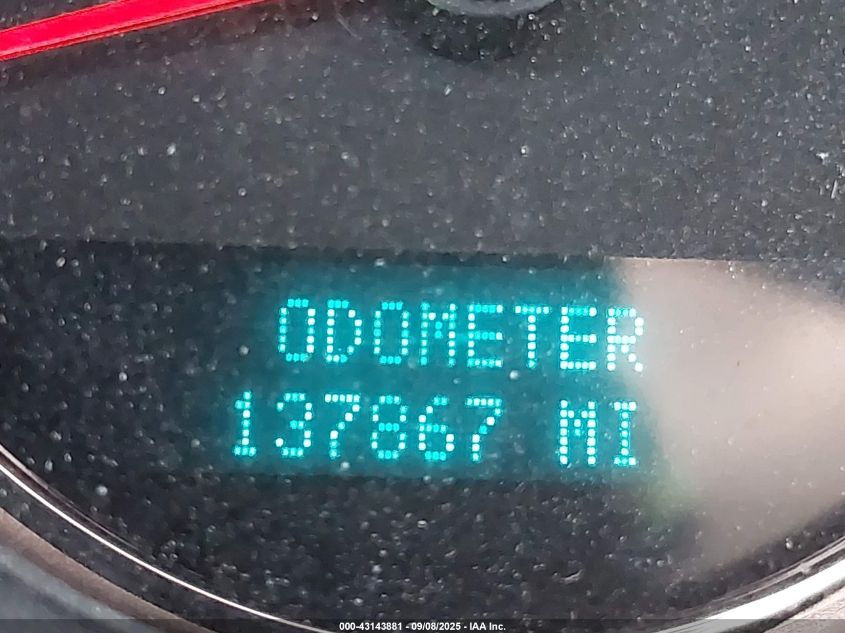 ODOMETER
137867 MI
000-43143881 - 09/08/2025 - IAA Inc.